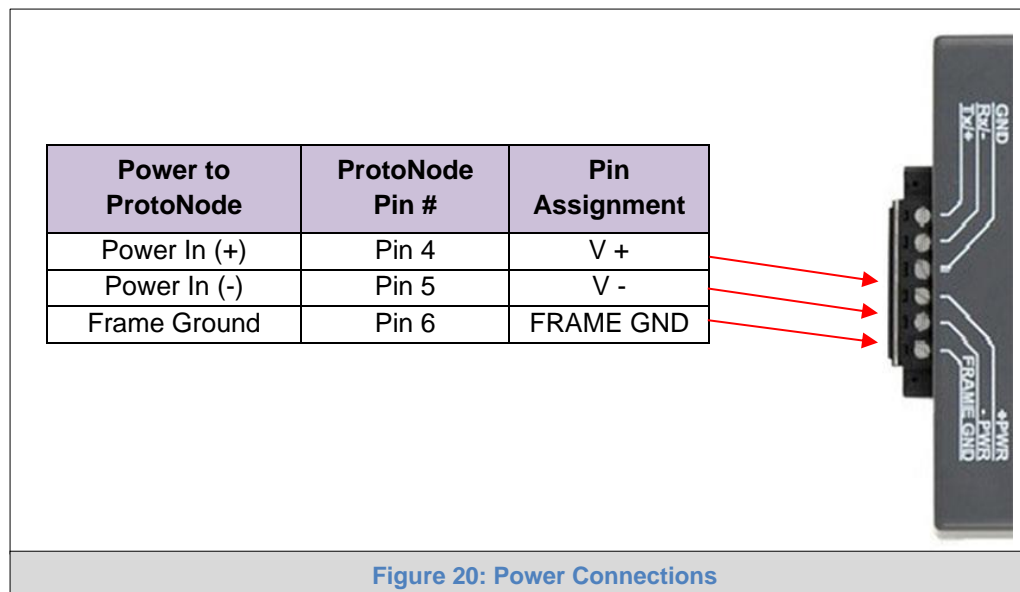 Power to
ProtoNode
ProtoNode
Pin #
Pin
Assignment
Power In (+) Pin 4 V +
Power In (-) Pin 5 V -
Frame Ground Pin 6 FRAME GND
GND
Rx/-
Tx/+
+PWR
- PWR
FRAME GND
Figure 20: Power Connections